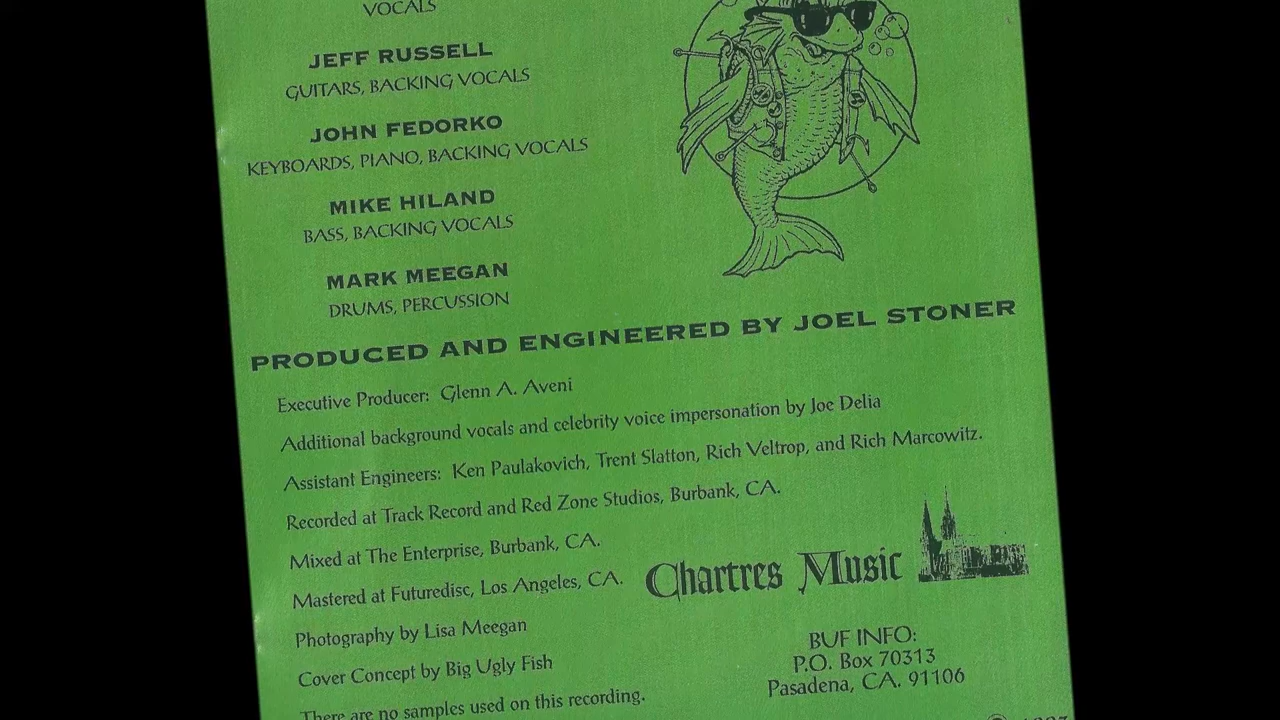 VOCALS
JEFF RUSSELL
GUITARS, BACKING VOCALS
JOHN FEDORKO
KEYBOARDS, PIANO, BACKING VOCALS
MIKE HILAND
BASS, BACKING VOCALS
MARK MEEGAN
DRUMS, PERCUSSION
PRODUCED AND ENGINEERED BY JOEL STONER
Executive Producer: Glenn A. Aveni
Additional background vocals and celebrity voice impersonation by Joe Delia
Assistant Engineers: Ken Paulakovich, Trent Slatton, Rich Veltrop, and Rich Marcowitz.
Recorded at Track Record and Red Zone Studios, Burbank, CA.
Mixed at The Enterprise, Burbank, CA.
Mastered at Futuredisc, Los Angeles, CA.
Photography by Lisa Meegan
Cover Concept by Big Ugly Fish
There are no samples used on this recording.
Chartres Music
BUF INFO:
P.O. Box 70313
Pasadena, CA. 91106